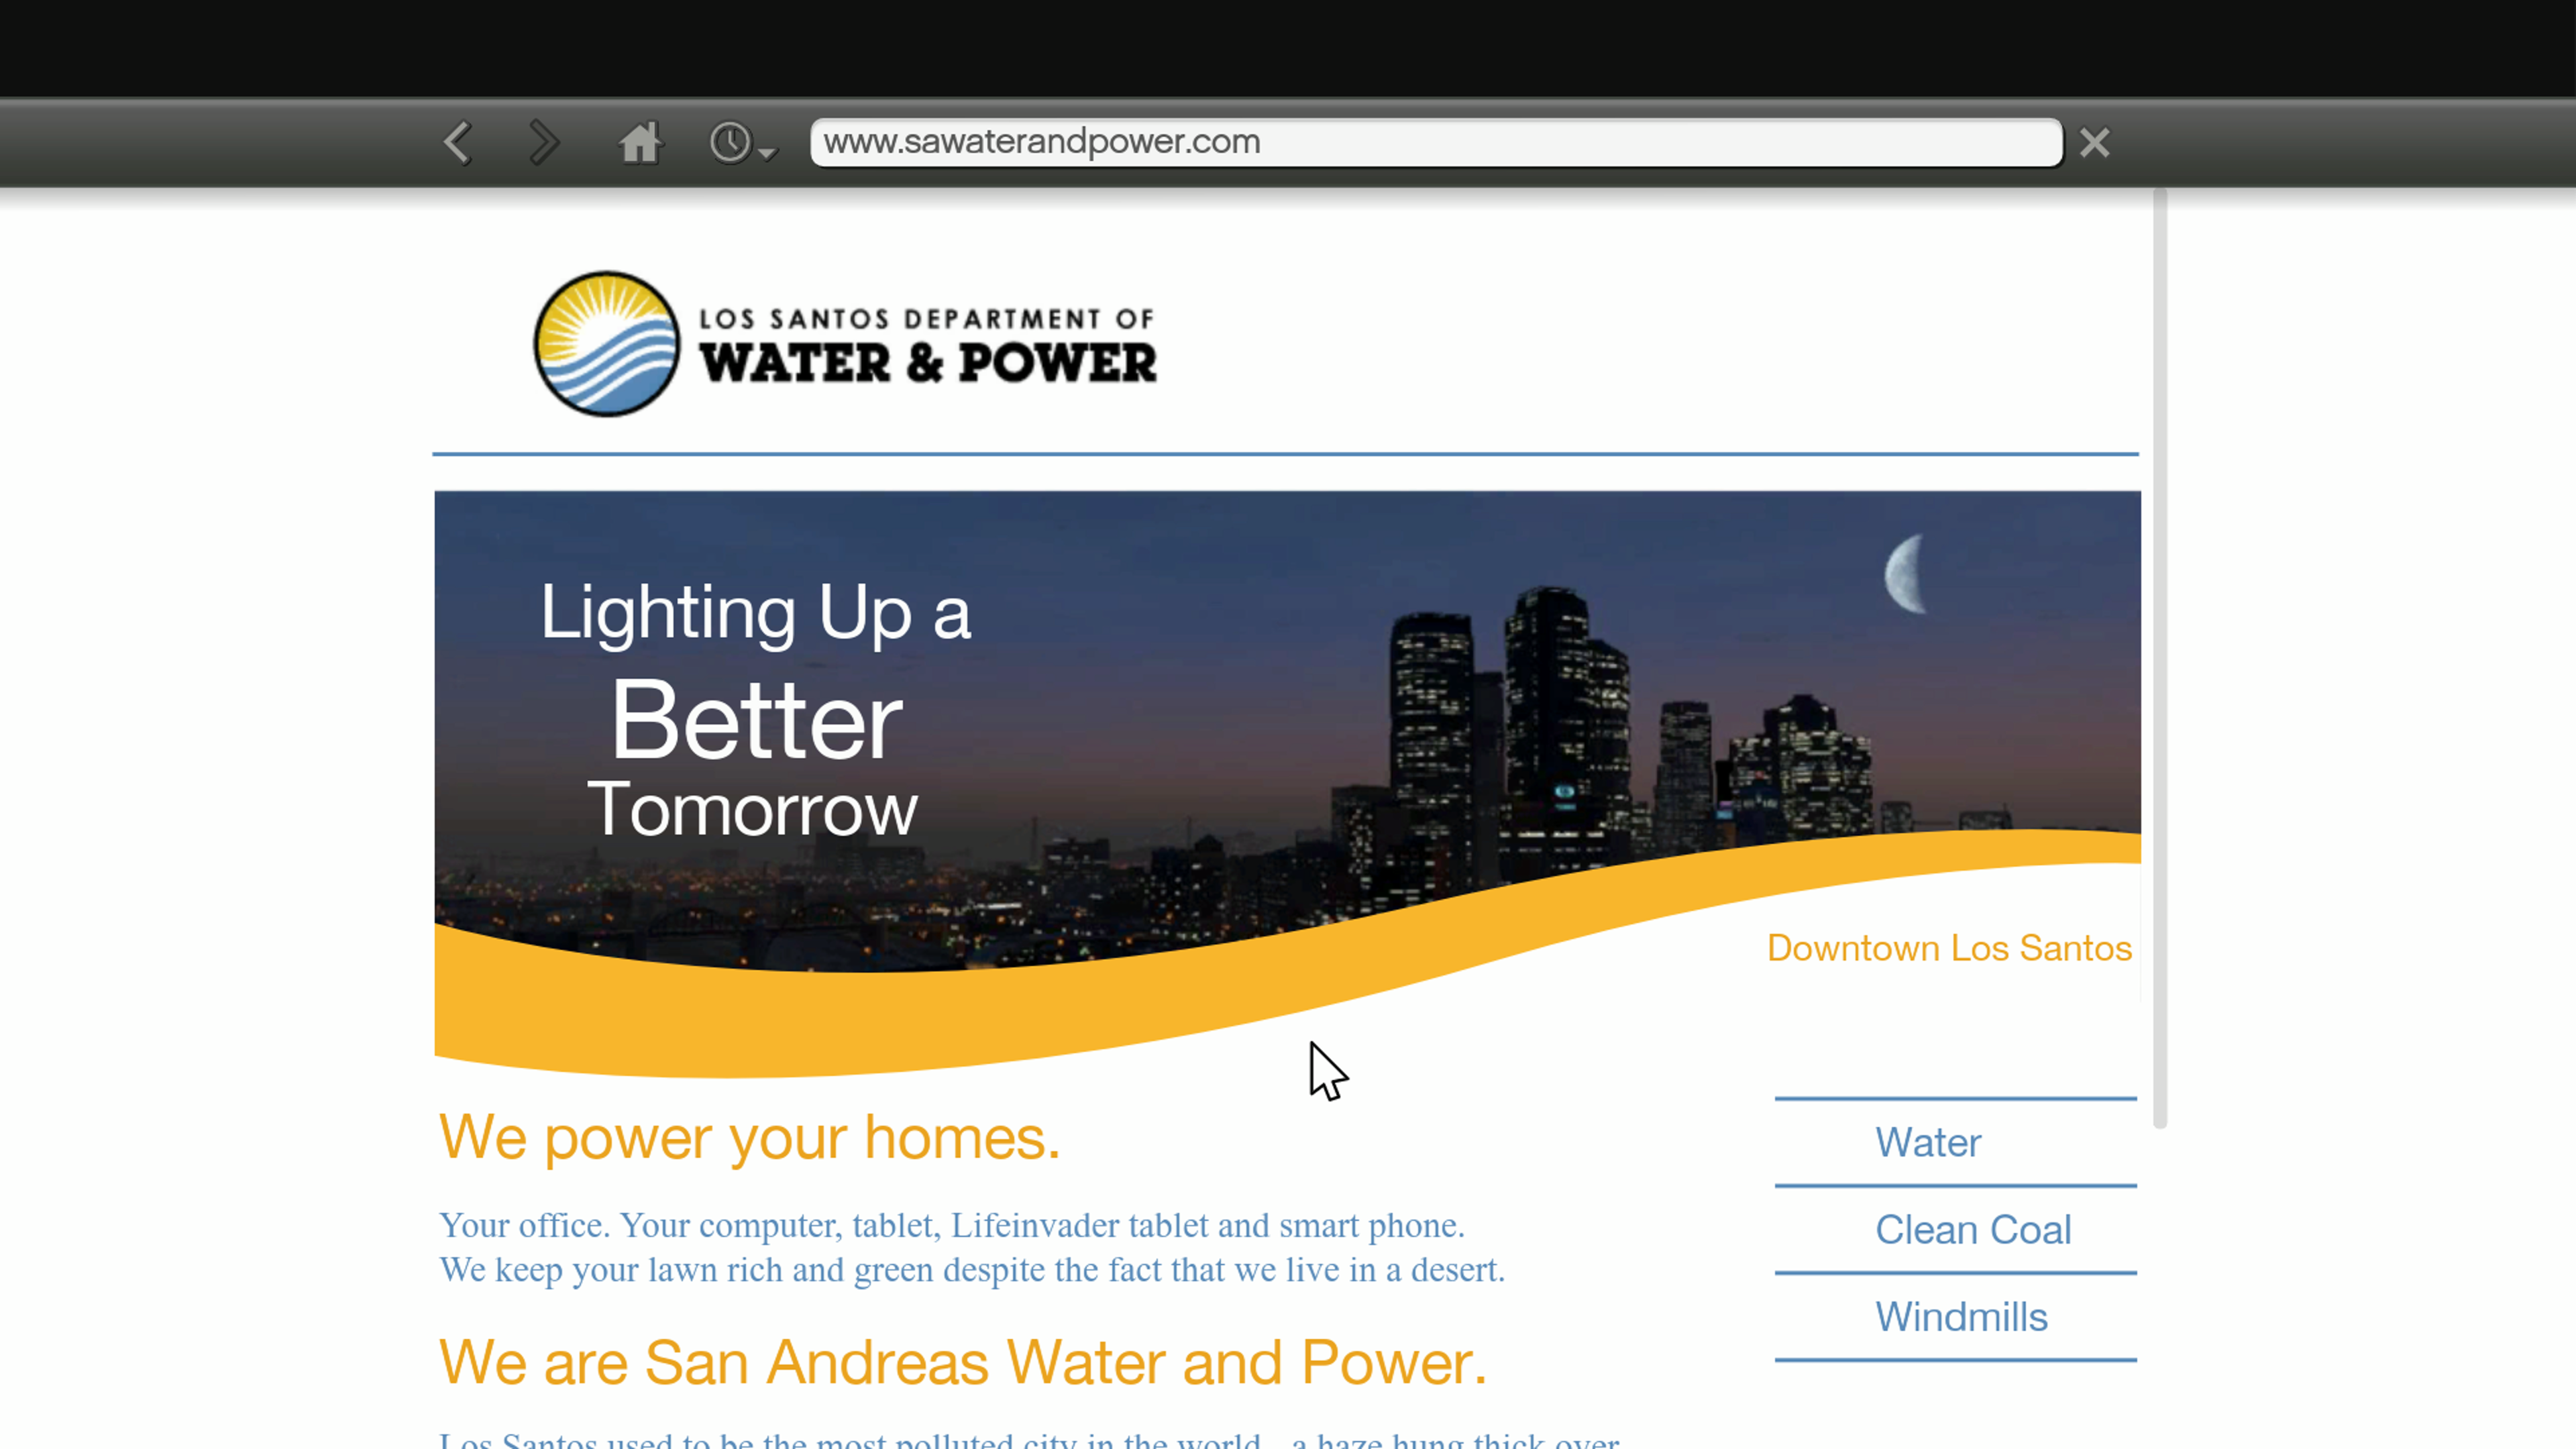 www.sawaterandpower.com
LOS SANTOS DEPARTMENT OF
WATER & POWER
Lighting Up a
Better
Tomorrow
Downtown Los Santos
We power your homes.
Your office. Your computer, tablet, Lifeinvader tablet and smart phone.
We keep your lawn rich and green despite the fact that we live in a desert.
We are San Andreas Water and Power.
Los Santos used to be the most polluted city in the world - a haze hung thick over
Water
Clean Coal
Windmills